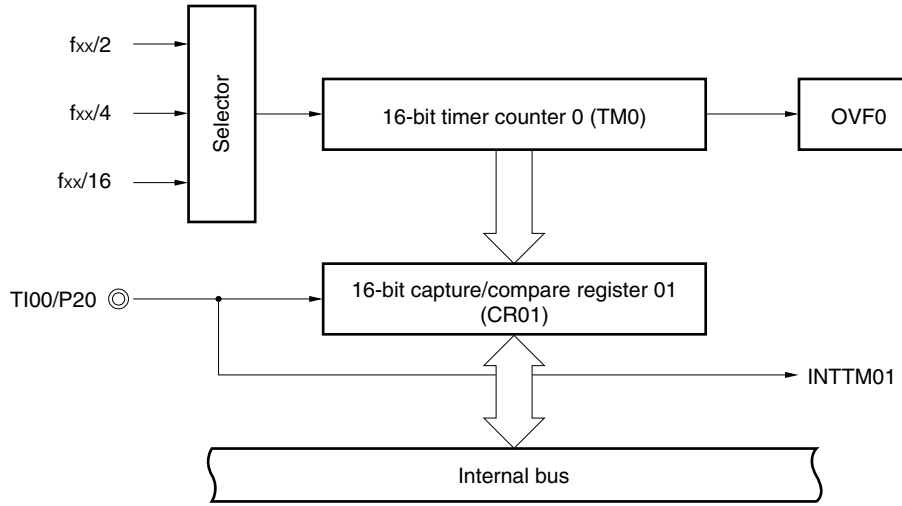 fxx/2
fxx/4
fxx/16
Selector
16-bit timer counter 0 (TM0)
OVF0
TI00/P20
16-bit capture/compare register 01
(CR01)
INTTM01
Internal bus